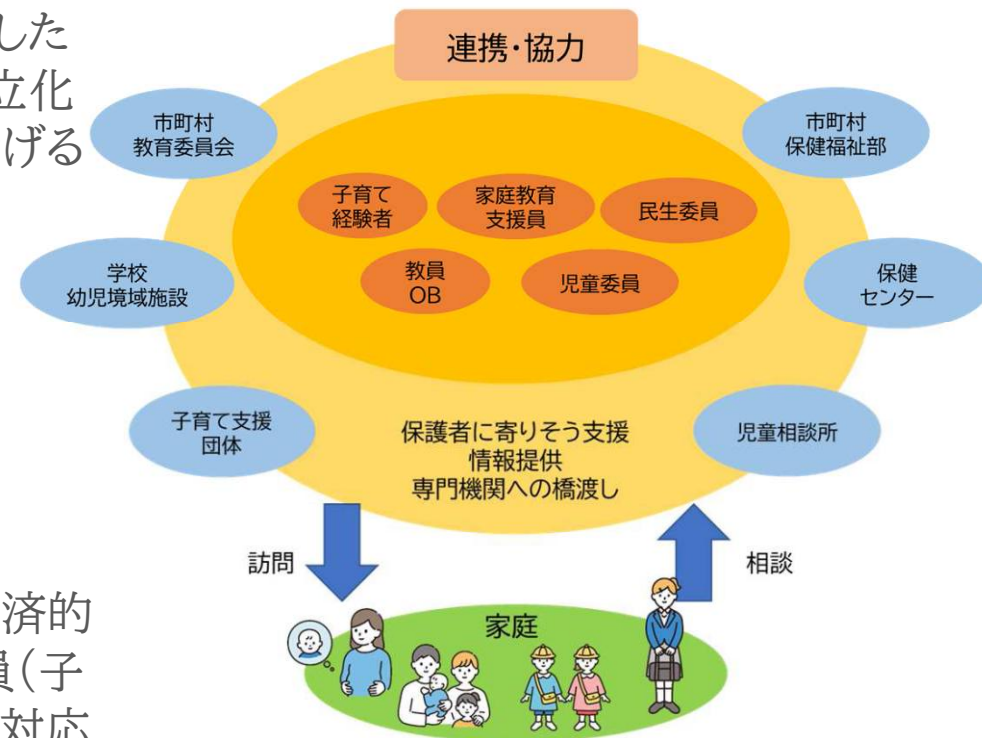 した
立化
げる
連携・協力
市町村
教育委員会
市町村
保健福祉部
子育て
経験者
家庭教育
支援員
民生委員
教員
OB
児童委員
学校
幼児境域施設
保健
センター
子育て支援
団体
児童相談所
保護者に寄りそう支援
情報提供
専門機関への橋渡し
訪問
相談
家庭
済的
員(子
対応